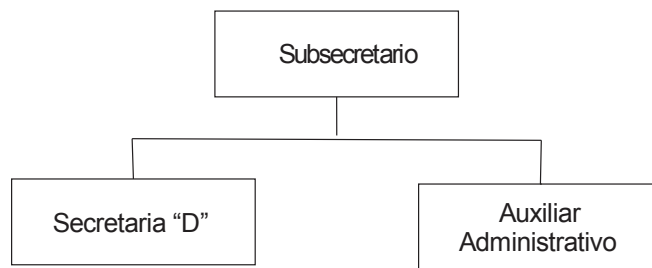 Subsecretario
Secretaria “D”
Auxiliar
Administrativo